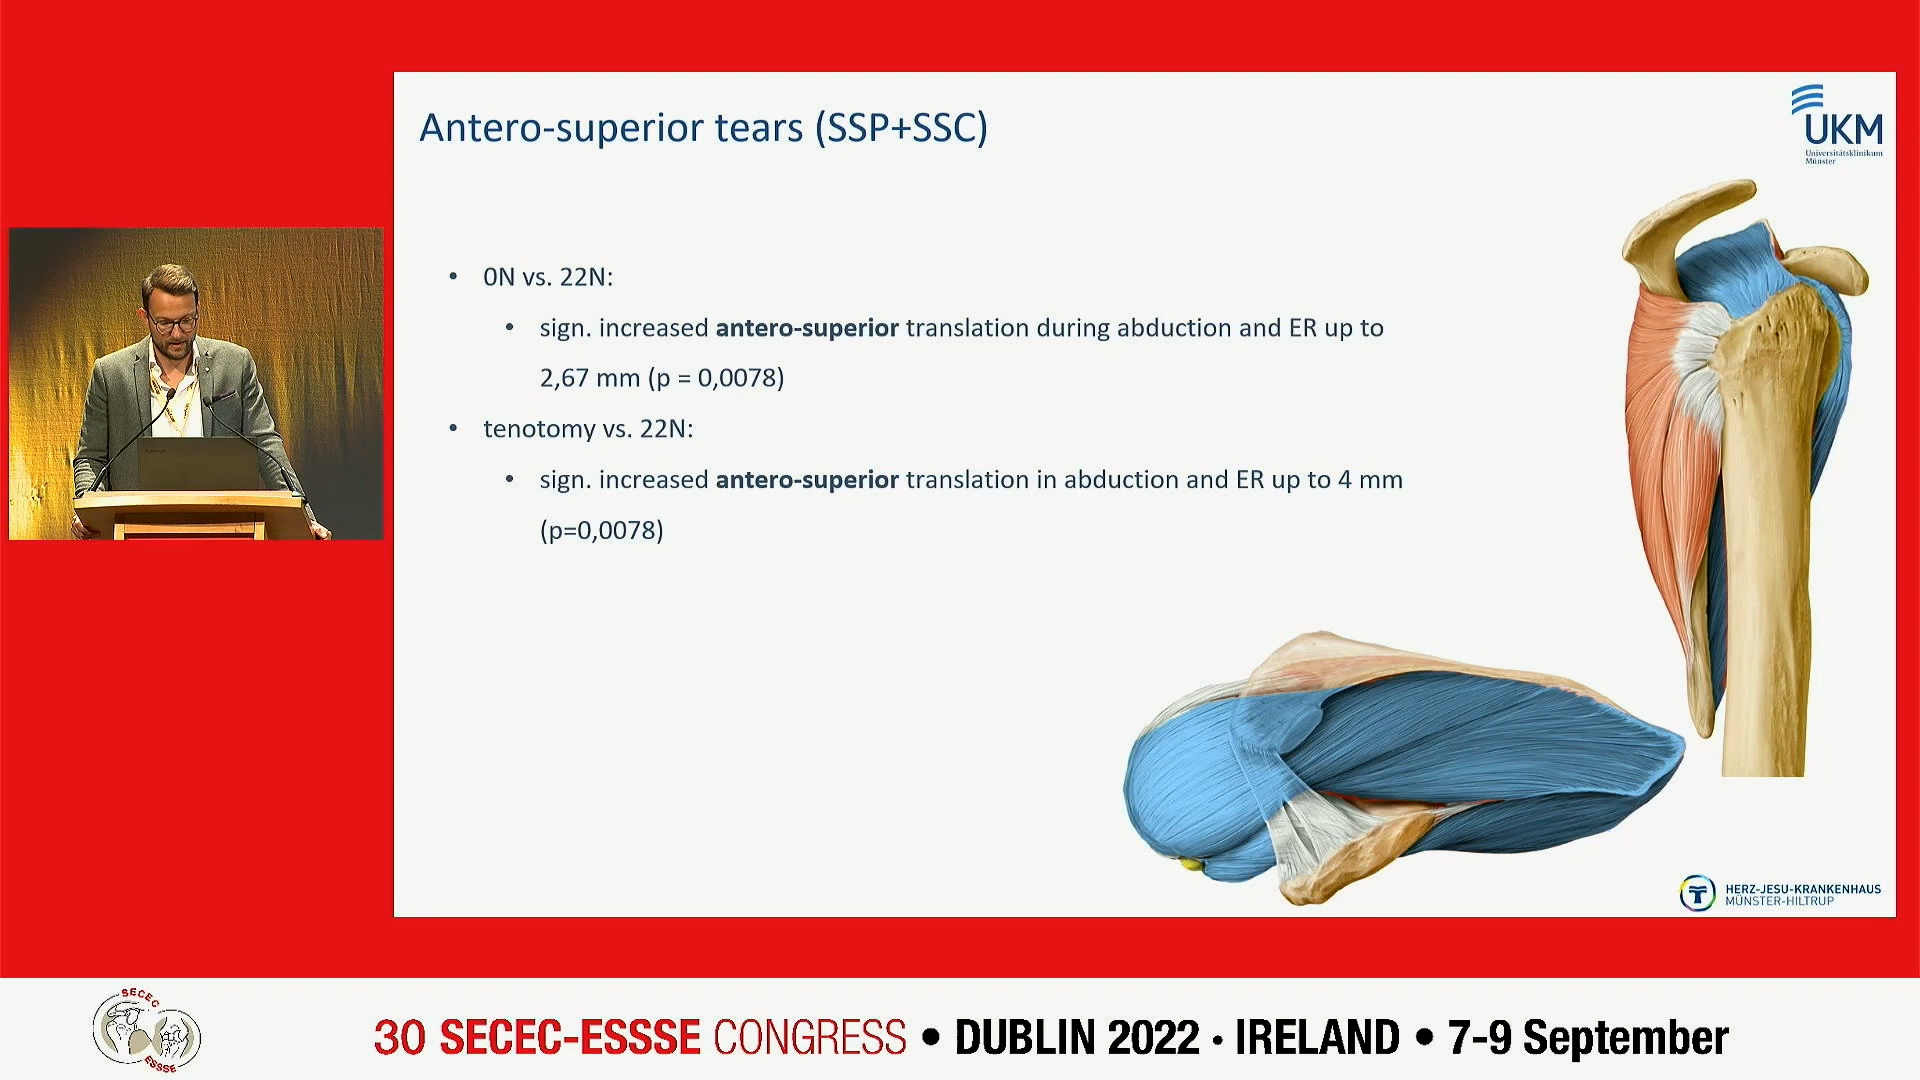 Antero-superior tears (SSP+SSC)
UKM
Universitätsklinikum
Münster
• 0N vs. 22N:
• sign. increased antero-superior translation during abduction and ER up to
2,67 mm (p = 0,0078)
• tenotomy vs. 22N:
• sign. increased antero-superior translation in abduction and ER up to 4 mm
(p=0,0078)
HERZ-JESU-KRANKENHAUS
MÜNSTER-HILTRUP
SECEC
ESSSE
30 SECEC-ESSSE CONGRESS • DUBLIN 2022 • IRELAND • 7-9 September